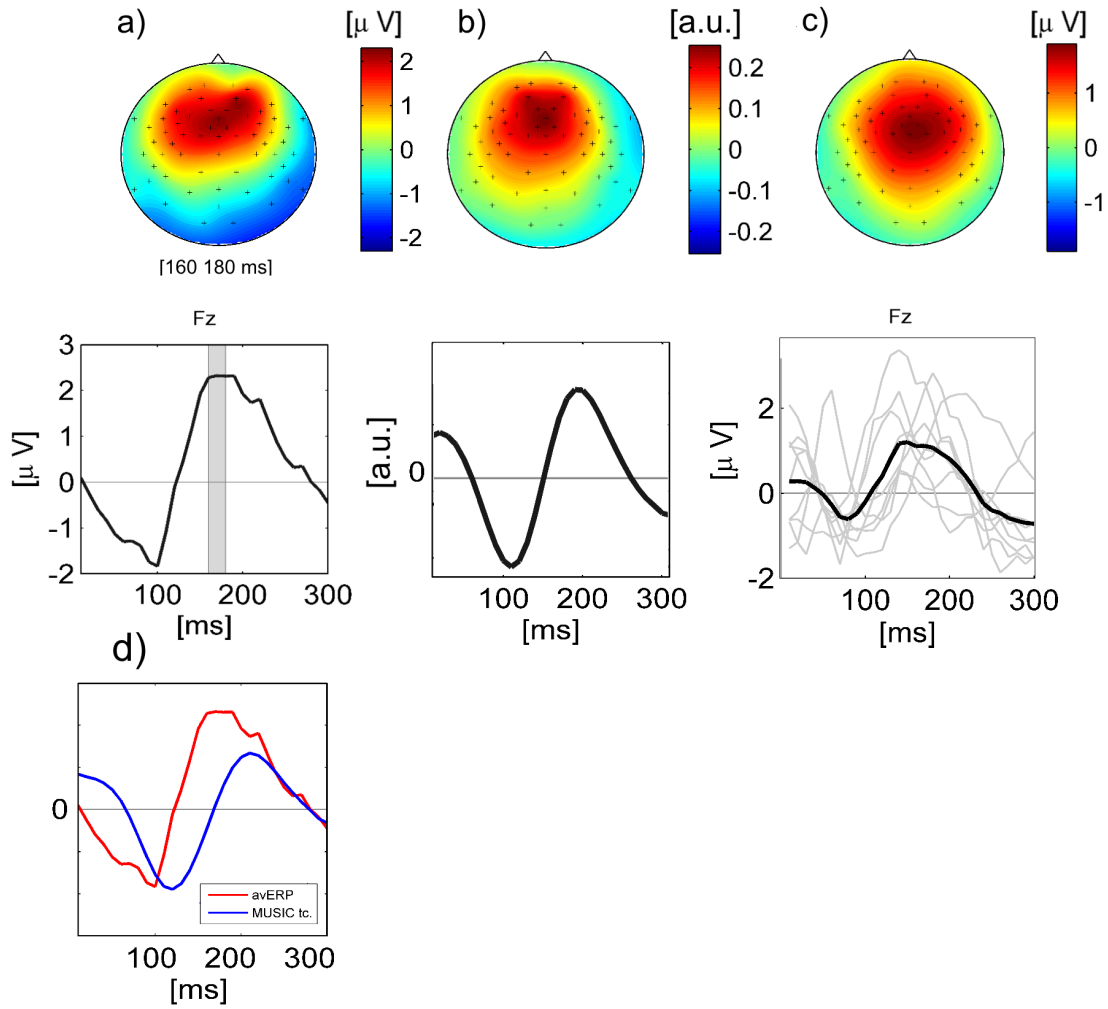 a)
[μ V]
2
1
0
-1
-2
[160 180 ms]
b)
[a.u.]
0.2
0.1
0
-0.1
-0.2
c)
[μ V]
1
0
-1
Fz
3
2
1
0
-1
-2
[μ V]
100
200
300
[ms]
[a.u.]
0
100
200
300
[ms]
Fz
2
0
-2
[μ V]
100
200
300
[ms]
d)
0
avERP
MUSIC tc.
100
200
300
[ms]